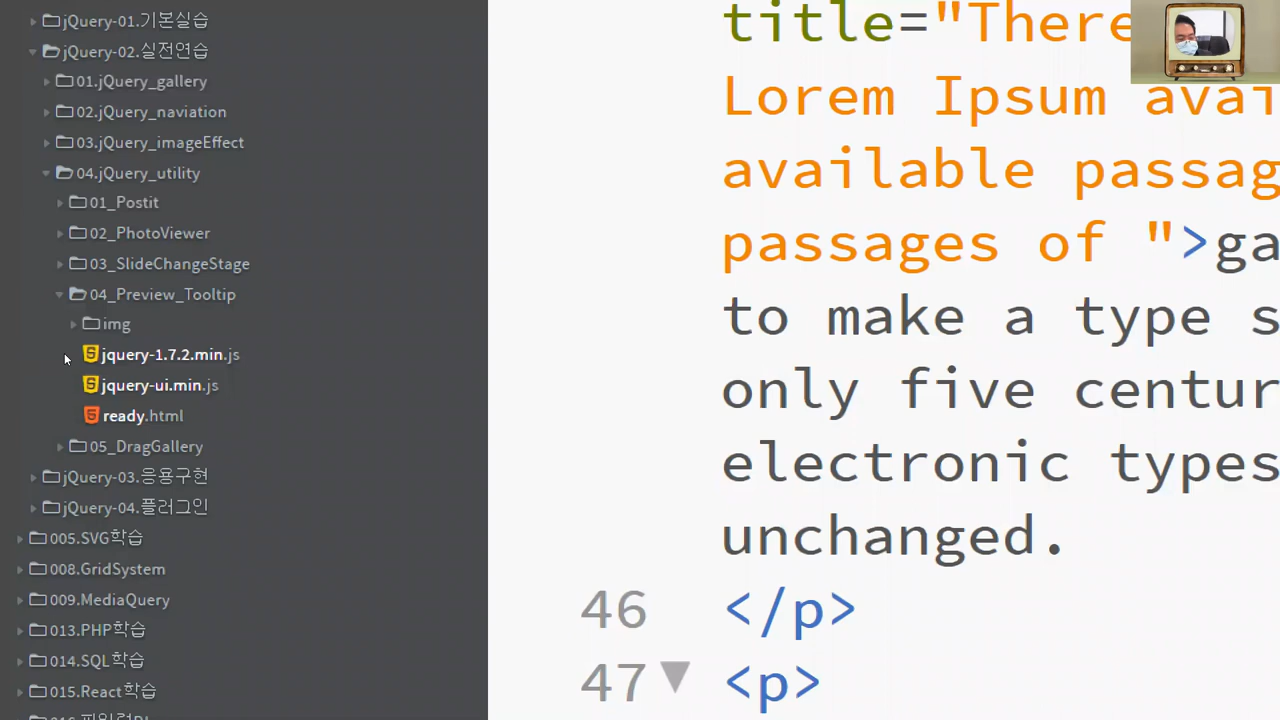 jQuery-01.기본실습
jQuery-02.실전연습
01.jQuery_gallery
02.jQuery_naviation
03.jQuery_imageEffect
04.jQuery_utility
01_Postit
02_PhotoViewer
03_SlideChangeStage
04_Preview_Tooltip
img
jquery-1.7.2.min.js
jquery-ui.min.js
ready.html
05_DragGallery
jQuery-03.응용구현
jQuery-04.플러그인
005.SVG학습
008.GridSystem
009.MediaQuery
013.PHP학습
014.SQL학습
015.React학습
title="There
Lorem Ipsum avai
available passag
passages of ">ga
to make a type s
only five centur
electronic types
unchanged.
46 </p>
47 <p>